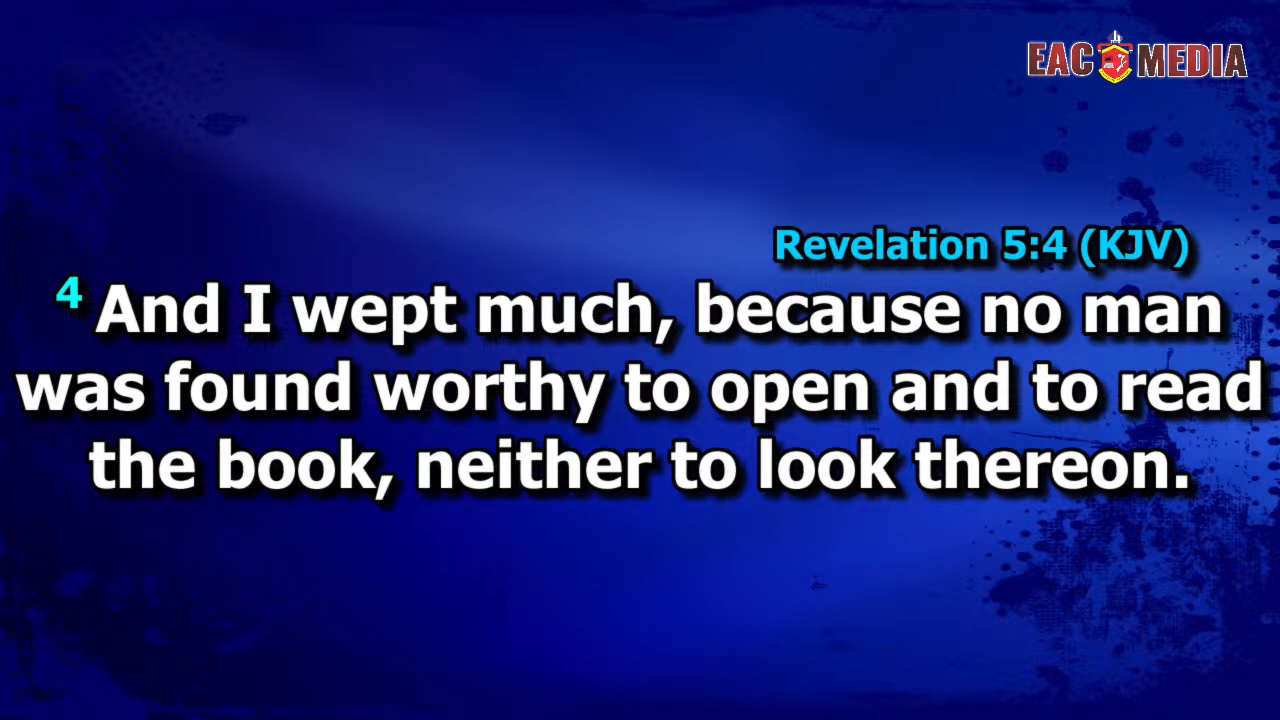 EAC MEDIA
Revelation 5:4 (KJV)
4 And I wept much, because no man
was found worthy to open and to read
the book, neither to look thereon.